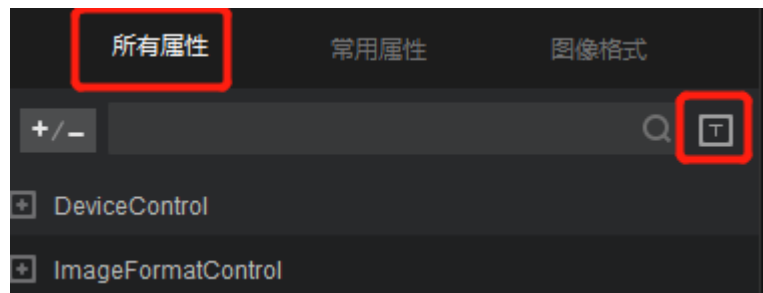 所有属性 常用属性 图像格式
+/-
T
DeviceControl
ImageFormatControl